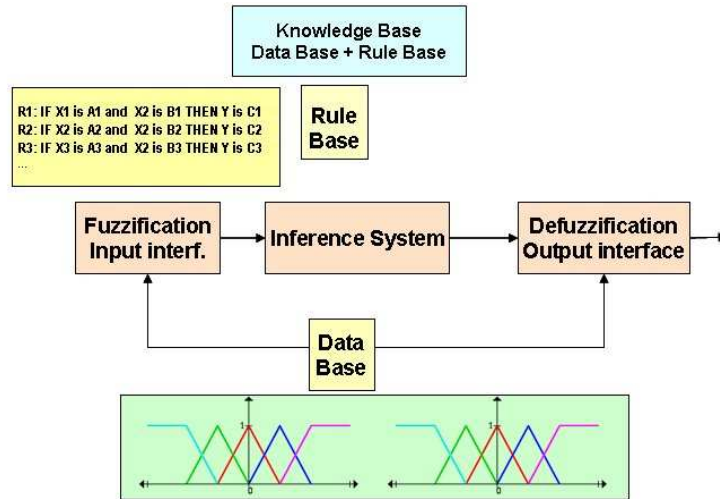 Knowledge Base
Data Base + Rule Base
R1: IF X1 is A1 and X2 is B1 THEN Y is C1
R2: IF X2 is A2 and X2 is B2 THEN Y is C2
R3: IF X3 is A3 and X2 is B3 THEN Y is C3
...
Rule
Base
Fuzzification
Input interf.
Inference System
Defuzzification
Output interface
Data
Base
1
0
1
0